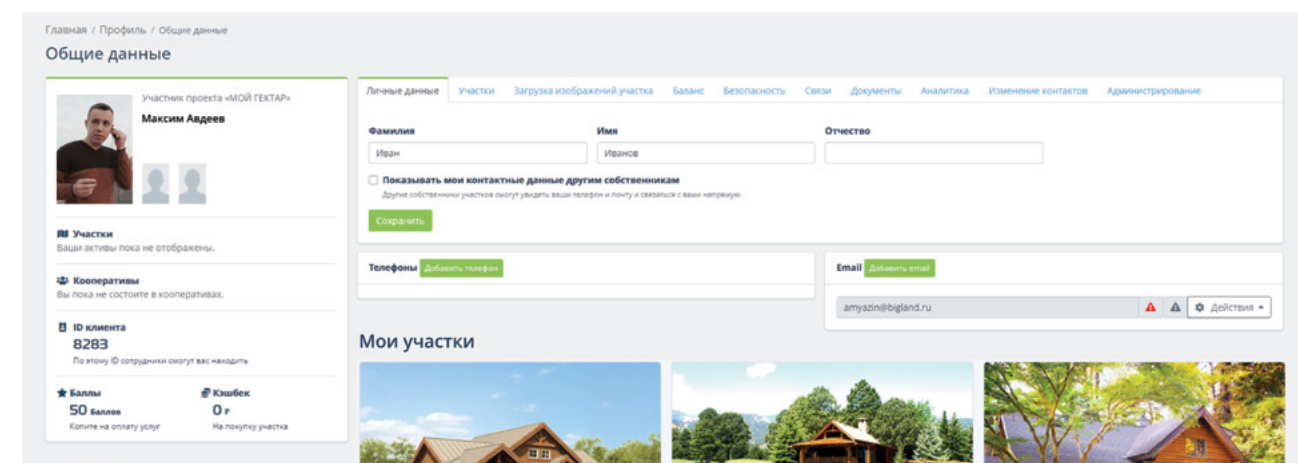 Главная / Профиль / Общие данные
Общие данные
Участник проекта «МОЙ ГЕКТАР»
Максим Авдеев
Участки
Ваши активы пока не отображены.
Кооперативы
Вы пока не состоите в кооперативах.
ID клиента
8283
По этому ID сотрудники смогут вас находить
Баллы Кэшбек
50 Баллов 0 ₽
Копите на оплату услуг На покупку участка
Личные данные Участки Загрузка изображений участка Баланс Безопасность Связи Документы Аналитика Изменение контактов Администрирование
Фамилия Имя Отчество
Иван Иванов
Показывать мои контактные данные другим собственникам
Другие собственники участков смогут увидеть ваши телефон и почту и связаться с вами напрямую
Сохранить
Телефоны Добавить телефон
Email Добавить email
amyazin@bigland.ru Действия
Мои участки